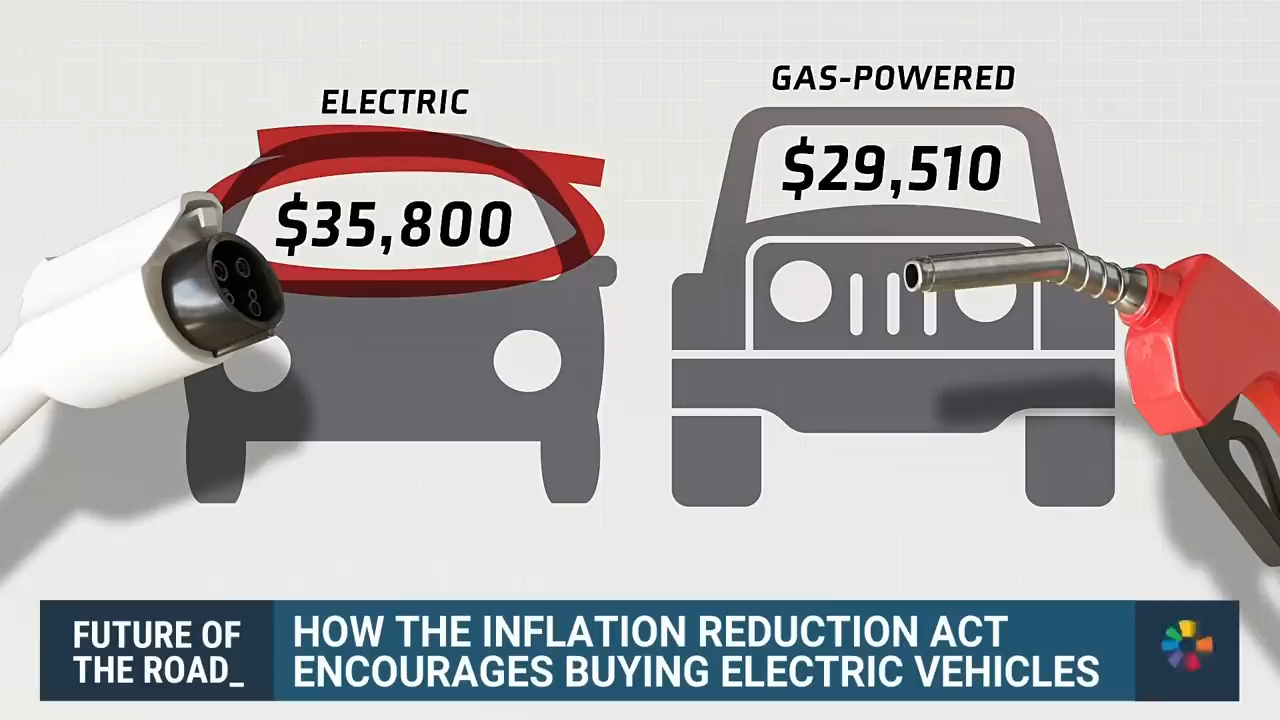 ELECTRIC
$35,800
GAS-POWERED
$29,510
FUTURE OF
THE ROAD_
HOW THE INFLATION REDUCTION ACT
ENCOURAGES BUYING ELECTRIC VEHICLES